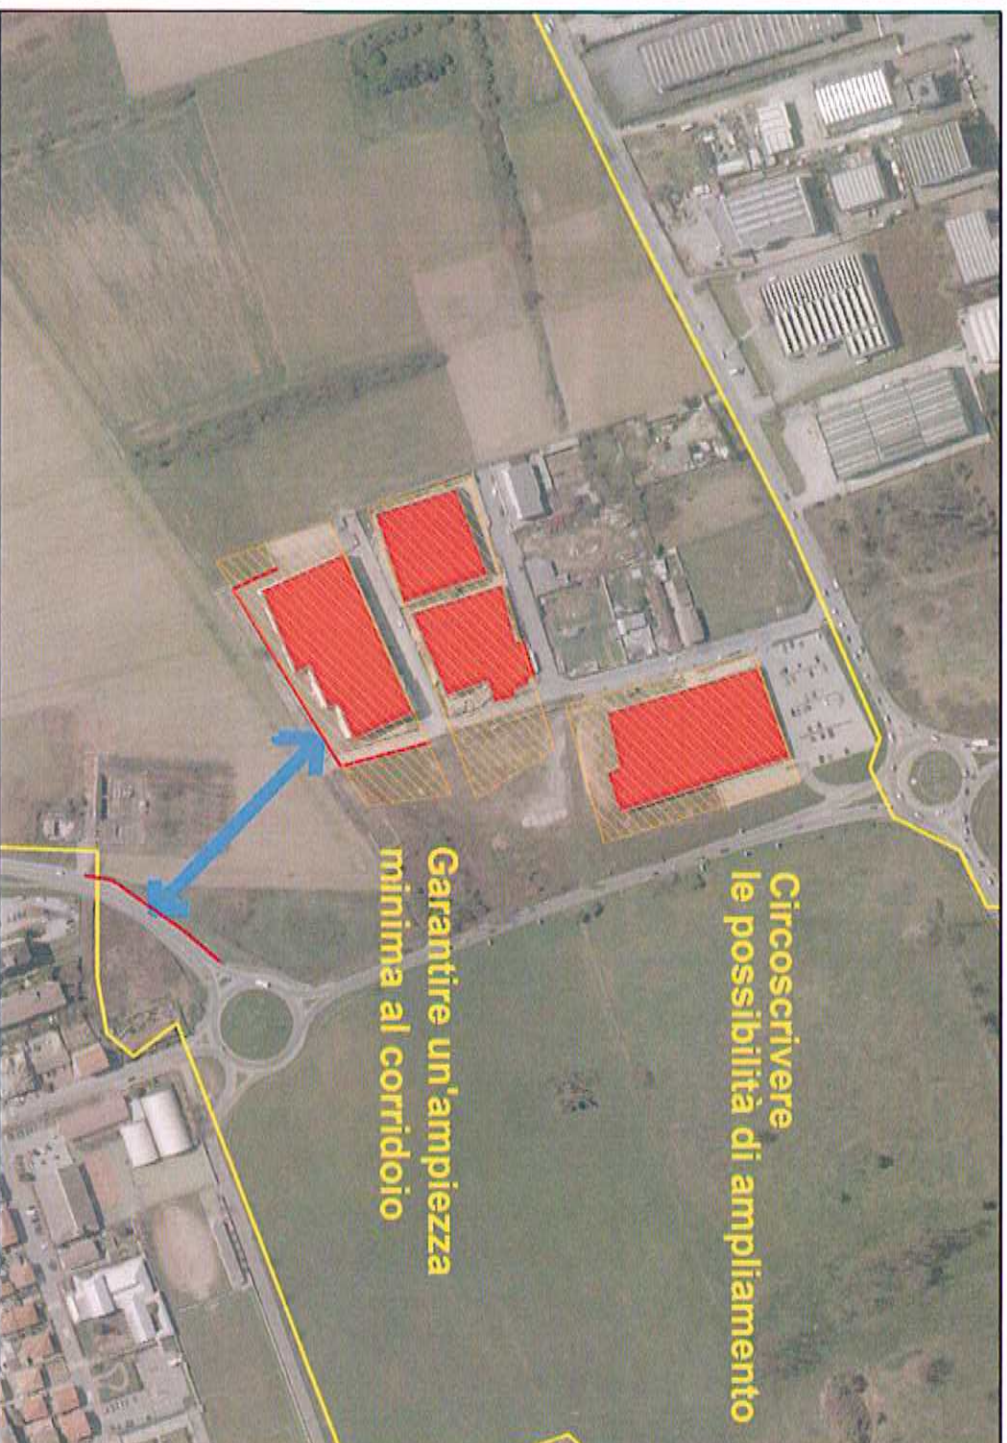 Circoscrivere
le possibilità di ampliamento
Garantire un'ampiezza
minima al corridoio